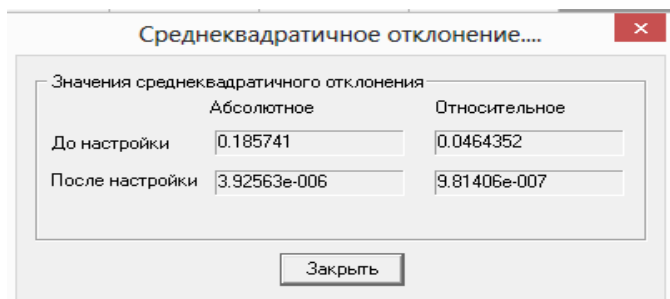 Среднеквадратичное отклонение....
Значения среднеквадратичного отклонения
Абсолютное Относительное
До настройки 0.185741 0.0464352
После настройки 3.92563e-006 9.81406e-007
Закрыть